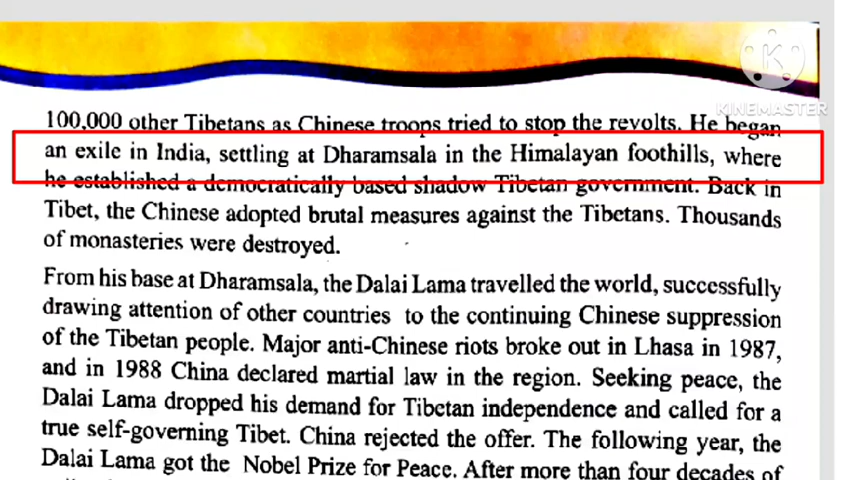 KINEMASTER
100,000 other Tibetans as Chinese troops tried to stop the revolts. He began
an exile in India, settling at Dharamsala in the Himalayan foothills, where
he established a democratically based shadow Tibetan government. Back in
Tibet, the Chinese adopted brutal measures against the Tibetans. Thousands
of monasteries were destroyed.
From his base at Dharamsala, the Dalai Lama travelled the world, successfully
drawing attention of other countries to the continuing Chinese suppression
of the Tibetan people. Major anti-Chinese riots broke out in Lhasa in 1987,
and in 1988 China declared martial law in the region. Seeking peace, the
Dalai Lama dropped his demand for Tibetan independence and called for a
true self-governing Tibet. China rejected the offer. The following year, the
Dalai Lama got the Nobel Prize for Peace. After more than four decades of